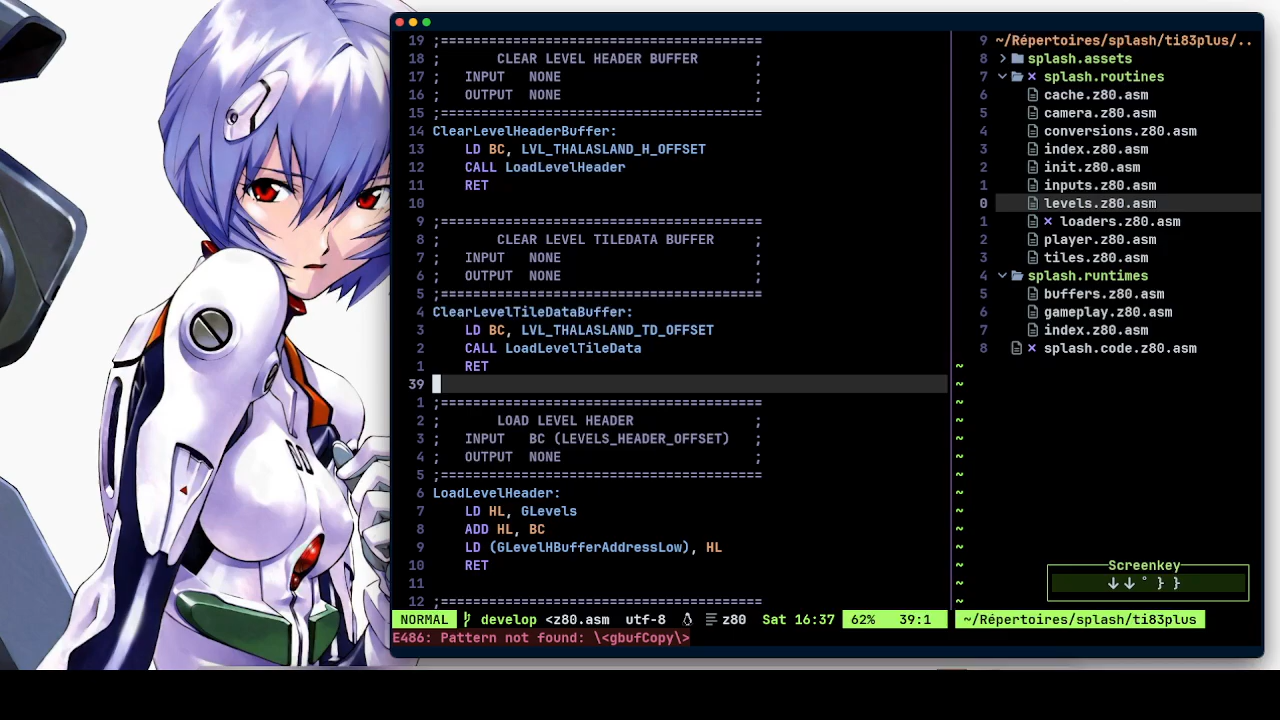 19 ;========================================
18 ;       CLEAR LEVEL HEADER BUFFER       ;
17 ;   INPUT   NONE                        ;
16 ;   OUTPUT  NONE                        ;
15 ;========================================
14 ClearLevelHeaderBuffer:
13     LD BC, LVL_THALASLAND_H_OFFSET
12     CALL LoadLevelHeader
11     RET
10
9 ;========================================
8 ;       CLEAR LEVEL TILEDATA BUFFER     ;
7 ;   INPUT   NONE                        ;
6 ;   OUTPUT  NONE                        ;
5 ;========================================
4 ClearLevelTileDataBuffer:
3     LD BC, LVL_THALASLAND_TD_OFFSET
2     CALL LoadLevelTileData
1     RET
39
1 ;========================================
2 ;       LOAD LEVEL HEADER               ;
3 ;   INPUT   BC (LEVELS_HEADER_OFFSET)   ;
4 ;   OUTPUT  NONE                        ;
5 ;========================================
6 LoadLevelHeader:
7     LD HL, GLevels
8     ADD HL, BC
9     LD (GLevelHBufferAddressLow), HL
10     RET
11
12 ;========================================
9 ~/Répertoires/splash/ti83plus/..
8 splash.assets
7 splash.routines
6 cache.z80.asm
5 camera.z80.asm
4 conversions.z80.asm
3 index.z80.asm
2 init.z80.asm
1 inputs.z80.asm
0 levels.z80.asm
1 loaders.z80.asm
2 player.z80.asm
3 tiles.z80.asm
4 splash.runtimes
5 buffers.z80.asm
6 gameplay.z80.asm
7 index.z80.asm
8 splash.code.z80.asm
~
~
~
~
~
~
~
~
~
~
~
~
~
~
Screenkey
↓↓ ° } }
NORMAL develop <z80.asm utf-8 z80 Sat 16:37 62% 39:1
~/Répertoires/splash/ti83plus
E486: Pattern not found: \<gbufCopy\>